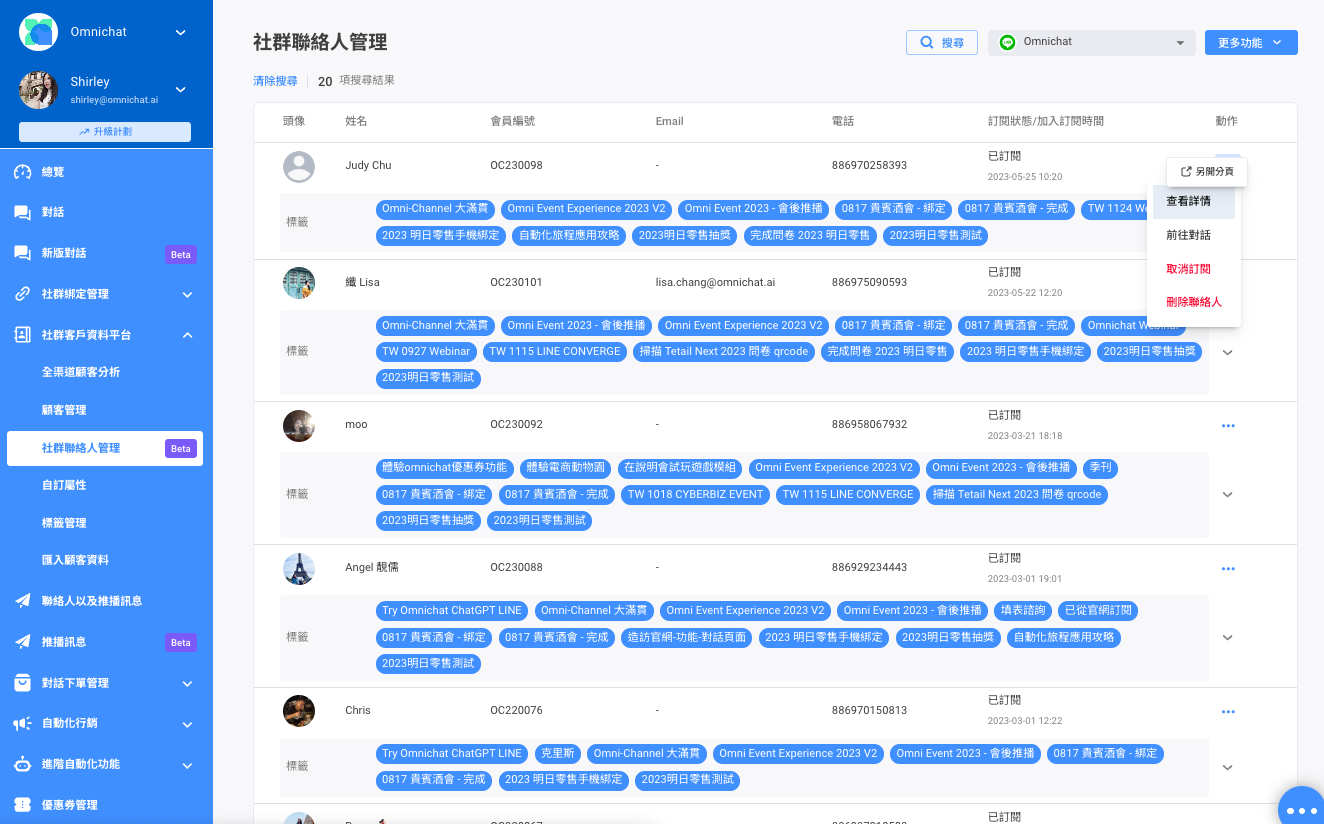 Omnichat
Shirley
shirley@omnichat.ai
升級計劃
總覽
對話
新版對話 Beta
社群綁定管理
社群客戶資料平台
全渠道顧客分析
顧客管理
社群聯絡人管理 Beta
自訂屬性
標籤管理
匯入顧客資料
聯絡人以及推播訊息
推播訊息 Beta
對話下單管理
自動化行銷
進階自動化功能
優惠券管理
社群聯絡人管理
搜尋
Omnichat
更多功能
清除搜尋 20 項搜尋結果
頭像 姓名 會員編號 Email 電話 訂閱狀態/加入訂閱時間 動作
Judy Chu OC230098 - 886970258393 已訂閱
2023-05-25 10:20
另開分頁
查看詳情
前往對話
取消訂閱
刪除聯絡人
標籤
Omni-Channel 大滿貫 Omni Event Experience 2023 V2 Omni Event 2023 - 會後推播 0817 貴賓酒會 - 綁定 0817 貴賓酒會 - 完成 TW 1124
2023 明日零售手機綁定 自動化旅程應用攻略 2023明日零售抽獎 完成問卷 2023 明日零售 2023明日零售測試
纖 Lisa OC230101 lisa.chang@omnichat.ai 886975090593 已訂閱
2023-05-22 12:20
標籤
Omni-Channel 大滿貫 Omni Event 2023 - 會後推播 Omni Event Experience 2023 V2 0817 貴賓酒會 - 綁定 0817 貴賓酒會 - 完成 Omnichat
TW 0927 Webinar TW 1115 LINE CONVERGE 掃描 Tetail Next 2023 問卷 qrcode 完成問卷 2023 明日零售 2023 明日零售手機綁定 2023明日零售抽獎
2023明日零售測試
moo OC230092 - 886958067932 已訂閱
2023-03-21 18:18
標籤
體驗omnichat優惠券功能 體驗電商動物園 在說明會試玩遊戲模組 Omni Event Experience 2023 V2 Omni Event 2023 - 會後推播 季刊
0817 貴賓酒會 - 綁定 0817 貴賓酒會 - 完成 TW 1018 CYBERBIZ EVENT TW 1115 LINE CONVERGE 掃描 Tetail Next 2023 問卷 qrcode
2023明日零售抽獎 2023明日零售測試
Angel 靚儒 OC230088 - 886929234443 已訂閱
2023-03-01 19:01
標籤
Try Omnichat ChatGPT LINE Omni-Channel 大滿貫 Omni Event Experience 2023 V2 Omni Event 2023 - 會後推播 填表諮詢 已從官網訂閱
0817 貴賓酒會 - 綁定 0817 貴賓酒會 - 完成 造訪官網-功能-對話頁面 2023 明日零售手機綁定 2023明日零售抽獎 自動化旅程應用攻略
2023明日零售測試
Chris OC220076 - 886970150813 已訂閱
2023-03-01 12:22
標籤
Try Omnichat ChatGPT LINE 克里斯 Omni-Channel 大滿貫 Omni Event Experience 2023 V2 Omni Event 2023 - 會後推播 0817 貴賓酒會 - 綁定
0817 貴賓酒會 - 完成 2023 明日零售手機綁定 2023明日零售測試
已訂閱